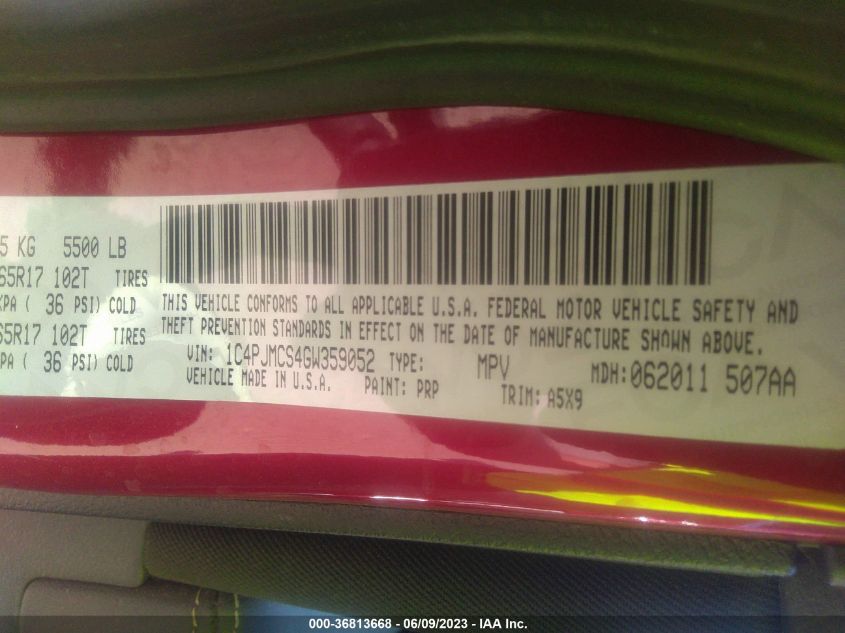 5 KG 5500 LB
65R17 102T TIRES
KPA ( 36 PSI) COLD
65R17 102T TIRES
KPA ( 36 PSI) COLD
THIS VEHICLE CONFORMS TO ALL APPLICABLE U.S.A. FEDERAL MOTOR VEHICLE SAFETY AND
THEFT PREVENTION STANDARDS IN EFFECT ON THE DATE OF MANUFACTURE SHOWN ABOVE.
VIN: 1C4PJMCS4GW359052 TYPE: MPV MDH:062011 507AA
VEHICLE MADE IN U.S.A. PAINT: PRP TRIM: A5X9
000-36813668 - 06/09/2023 - IAA Inc.